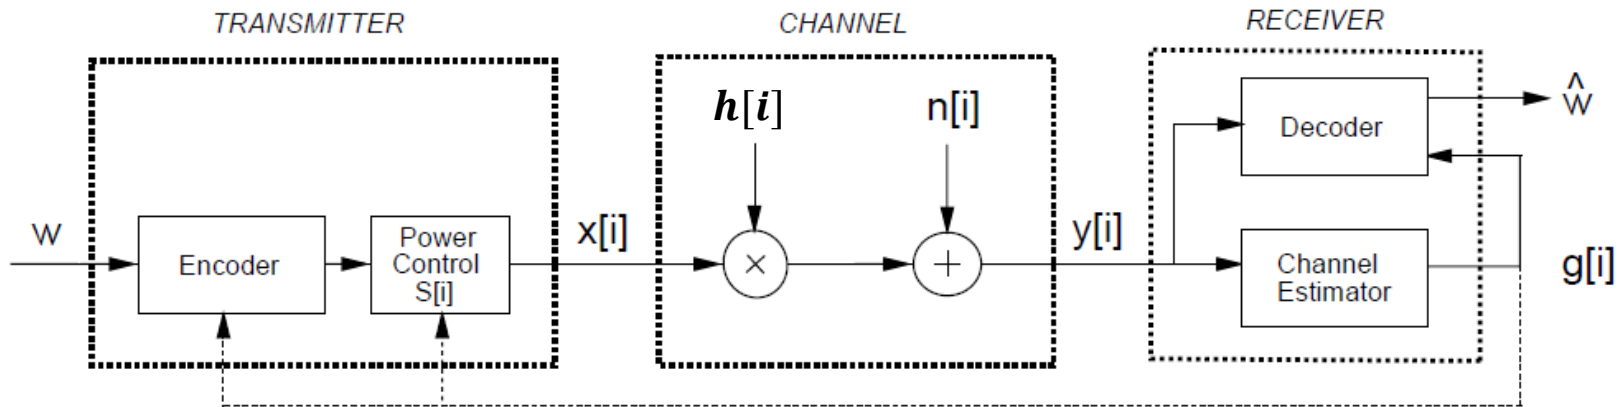 TRANSMITTER
CHANNEL
RECEIVER
h[i]
n[i]
ŵ
Decoder
w
Encoder
Power
Control
S[i]
x[i]
×
+
y[i]
Channel
Estimator
g[i]